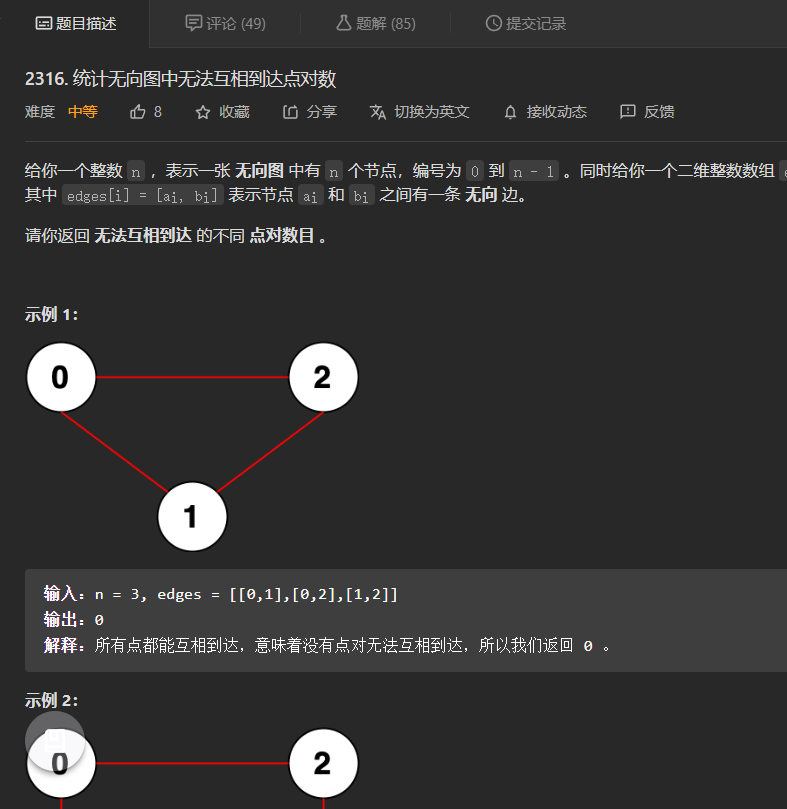 题目描述 评论 (49) 题解 (85) 提交记录
2316. 统计无向图中无法互相到达点对数
难度 中等 8 收藏 分享 切换为英文 接收动态 反馈
给你一个整数 n ，表示一张 无向图 中有 n 个节点，编号为 0 到 n - 1 。同时给你一个二维整数数组
其中 edges[i] = [ai, bi] 表示节点 ai 和 bi 之间有一条 无向 边。
请你返回 无法互相到达 的不同 点对数目 。
示例 1：
0 2
1
输入：n = 3, edges = [[0,1],[0,2],[1,2]]
输出：0
解释：所有点都能互相到达，意味着没有点对无法互相到达，所以我们返回 0 。
示例 2：
0 2